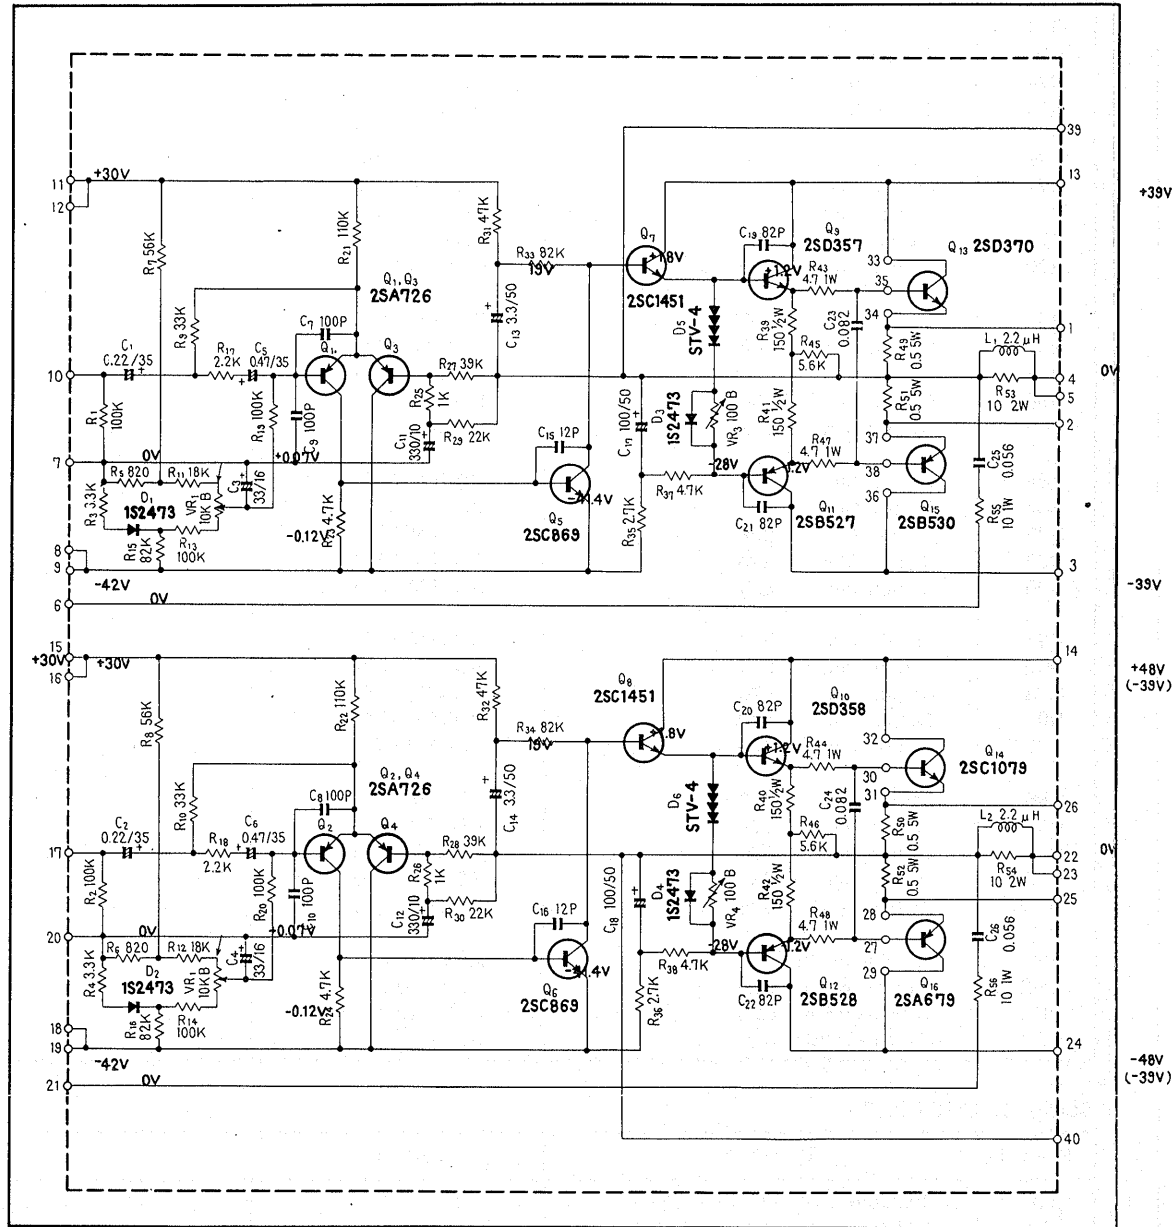 39
11
+30V
13
+39V
12
R7 56K
R21 110K
R31 47K
R33 82K
19V
Q7
+1.8V
2SC1451
C19 82P
Q9
2SD357
+1.2V
R43
4.7 1W
33
35
34
Q13 2SD370
Q1, Q3
2SA726
C7 100P
R9 33K
C13 3.3/50
D5
STV-4
R39
150 ½W
C23
0.082
R45
5.6K
R49
0.5 5W
1
C1
0.22/35
R17
2.2K
C5
0.47/35
Q1
Q3
R27 39K
R25
1K
R29 22K
L1 2.2 μH
10
4
0V
5
R1
100K
R19
100K
C9
100P
C11
330/10
C17 100/50
D3
1S2473
VR3
100 B
R41
150 ½W
R51
0.5 5W
R53
10 2W
2
37
R47
4.7 1W
38
36
7
0V
+0.07V
R5 820
R11 18K
C3
33/16
C15 12P
-28V
-1.2V
C25
0.056
R3 3.3K
D1
1S2473
VR1
10K B
R15
82K
R13
100K
R23 4.7K
-0.12V
-41.4V
Q5
2SC869
R37 4.7K
R35 2.7K
C21 82P
Q11
2SB527
Q15
2SB530
R55
10 1W
8
9
-42V
3
-39V
6
0V
15
+30V
+30V
16
14
+48V
(-39V)
R8 56K
R22 110K
R32 47K
R34 82K
19V
Q8
2SC1451
+1.8V
C20 82P
Q10
2SD358
+1.2V
R44
4.7 1W
32
30
31
Q14
2SC1079
Q2, Q4
2SA726
C8 100P
R10 33K
C14 3.3/50
D6
STV-4
R40
150 ½W
C24
0.082
R46
5.6K
R50
0.5 5W
26
C2
0.22/35
R18
2.2K
C6
0.47/35
Q2
Q4
R28 39K
R26
1K
R30 22K
L2 2.2 μH
17
22
0V
23
R2 100K
R20
100K
C10
100P
C12
330/10
C18 100/50
D4
1S2473
VR4
100 B
R42
150 ½W
R52
0.5 5W
R54
10 2W
25
28
R48
4.7 1W
27
29
20
0V
-0.07V
R6 820
R12 18K
C4
33/16
C16 12P
-28V
-1.2V
C26
0.056
R4 3.3K
D2
1S2473
VR1
10KB
R16
82K
R14
100K
R24 4.7K
-0.12V
-41.4V
Q6
2SC869
R38 4.7K
R36 2.7K
C22 82P
Q12
2SB528
Q16
2SA679
R56
10 1W
18
19
-42V
24
-48V
(-39V)
21
0V
40